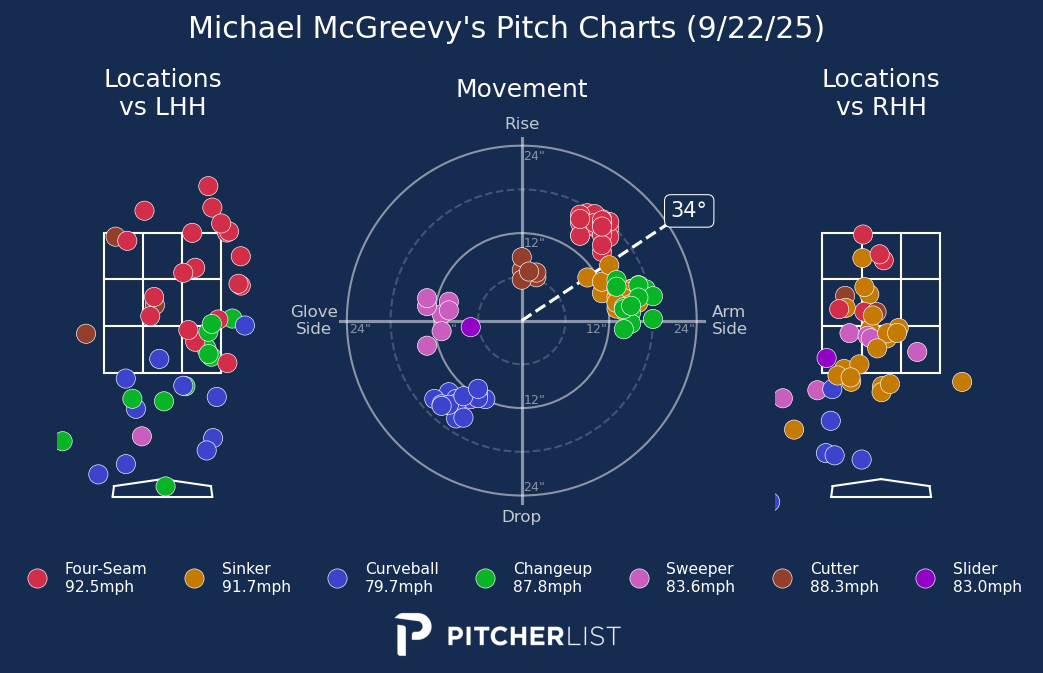 Michael McGreevy's Pitch Charts (9/22/25)
Locations
vs LHH
Movement
Locations
vs RHH
Rise
24"
34°
12"
Glove
Side
24"
12"
24"
Arm
Side
12"
24"
Drop
Four-Seam
92.5mph
Sinker
91.7mph
Curveball
79.7mph
Changeup
87.8mph
Sweeper
83.6mph
Cutter
88.3mph
Slider
83.0mph
PITCHERLIST